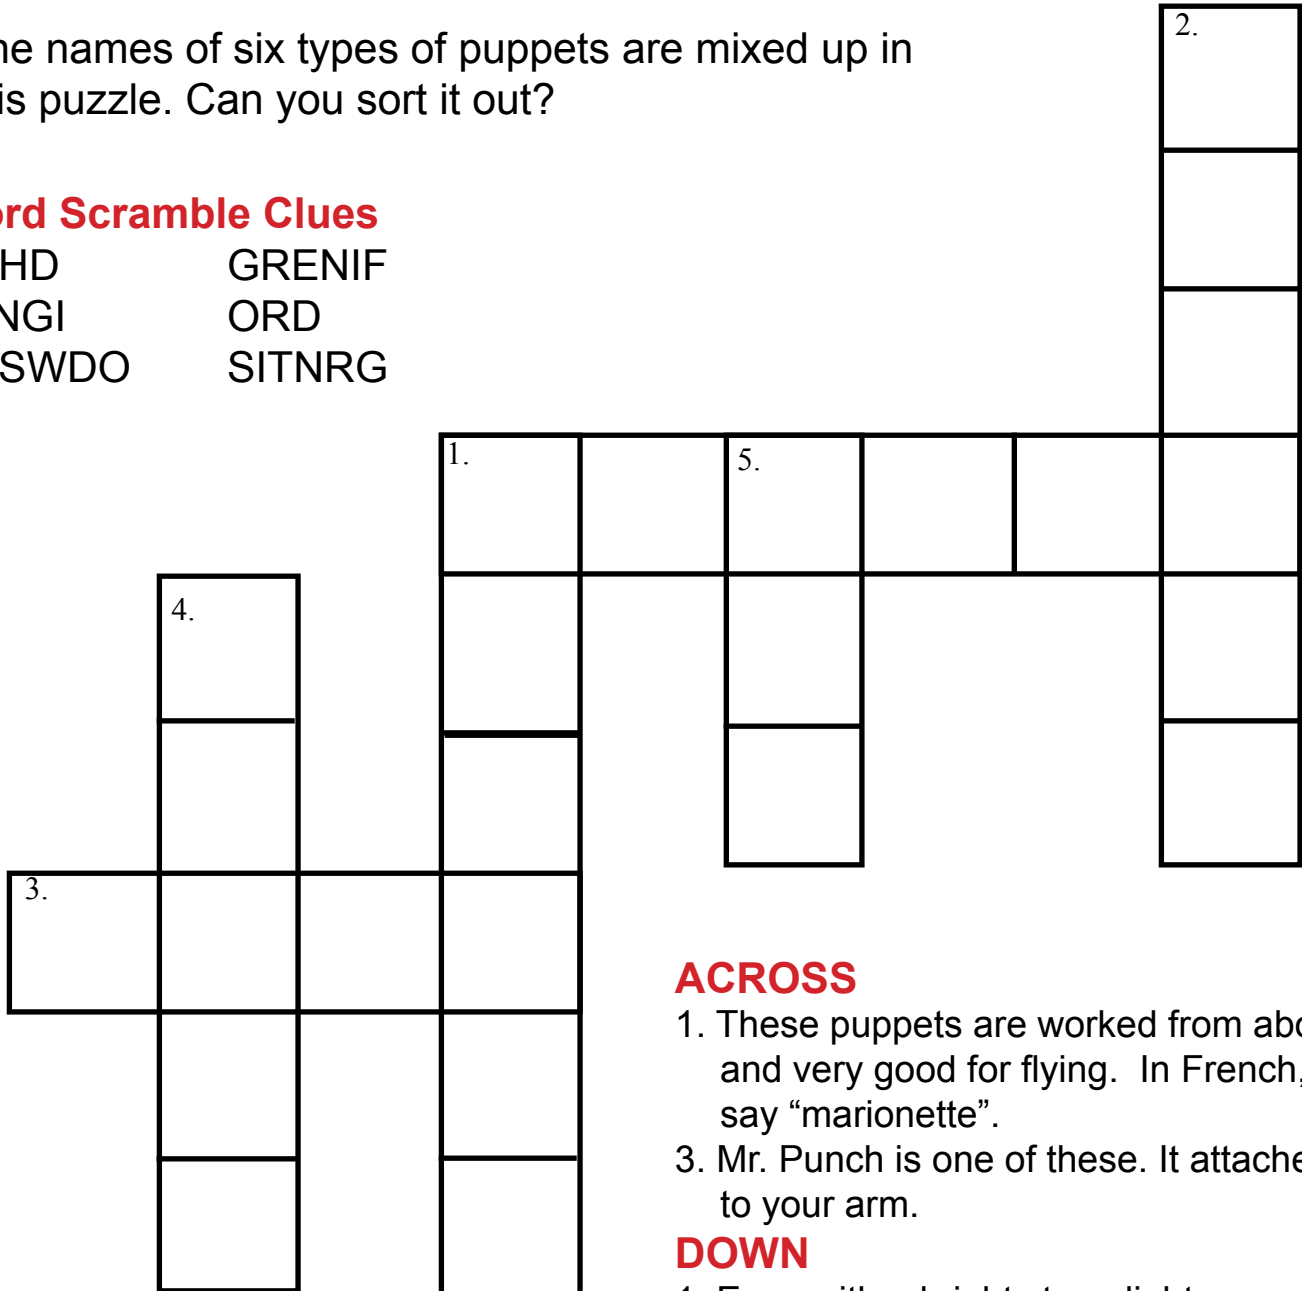 he names of six types of puppets are mixed up in
is puzzle. Can you sort it out?
ord Scramble Clues
HD GRENIF
NGI ORD
SWDO SITNRG
2.
1. 5.
4.
3.
ACROSS
1. These puppets are worked from abo
and very good for flying. In French,
say “marionette”.
3. Mr. Punch is one of these. It attache
to your arm.
DOWN